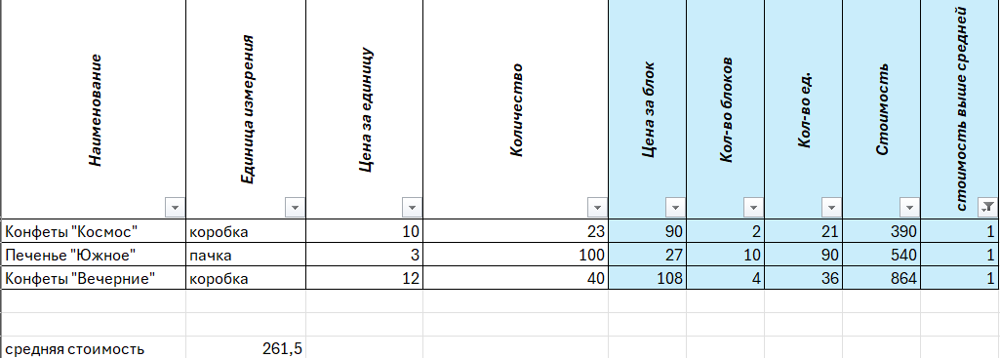 Наименование Единица измерения Цена за единицу Количество Цена за блок Кол-во блоков Кол-во ед. Стоимость стоимость выше средней
Конфеты "Космос" коробка 10 23 90 2 21 390 1
Печенье "Южное" пачка 3 100 27 10 90 540 1
Конфеты "Вечерние" коробка 12 40 108 4 36 864 1
средняя стоимость 261,5